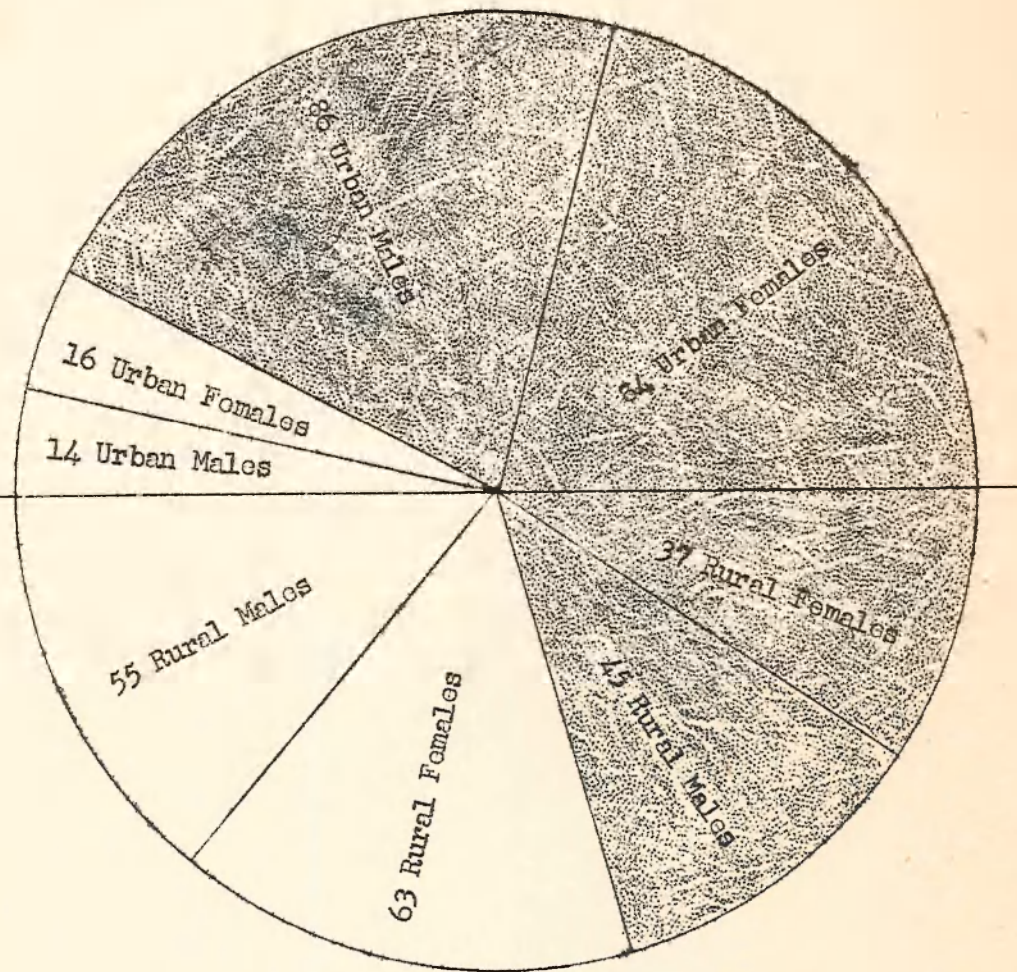 86 Urban Males
84 Urban Females
16 Urban Females
14 Urban Males
37 Rural Females
55 Rural Males
45 Rural Males
63 Rural Females